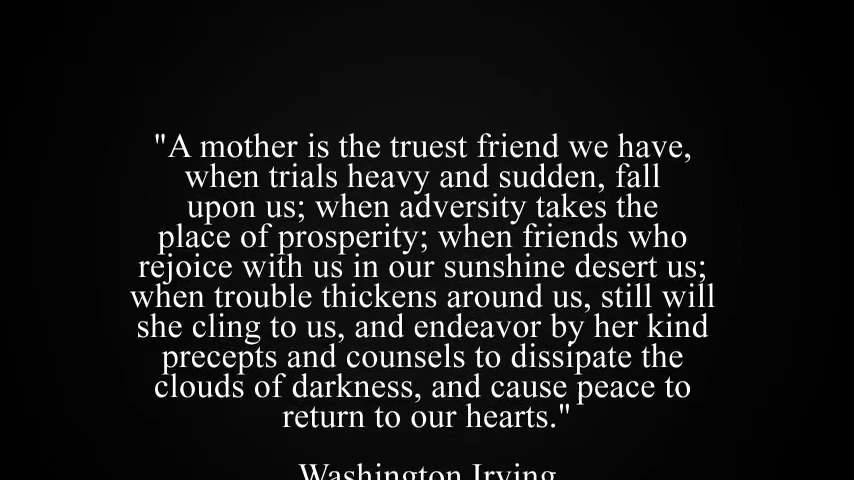 "A mother is the truest friend we have,
when trials heavy and sudden, fall
upon us; when adversity takes the
place of prosperity; when friends who
rejoice with us in our sunshine desert us;
when trouble thickens around us, still will
she cling to us, and endeavor by her kind
precepts and counsels to dissipate the
clouds of darkness, and cause peace to
return to our hearts."
Washington Irving